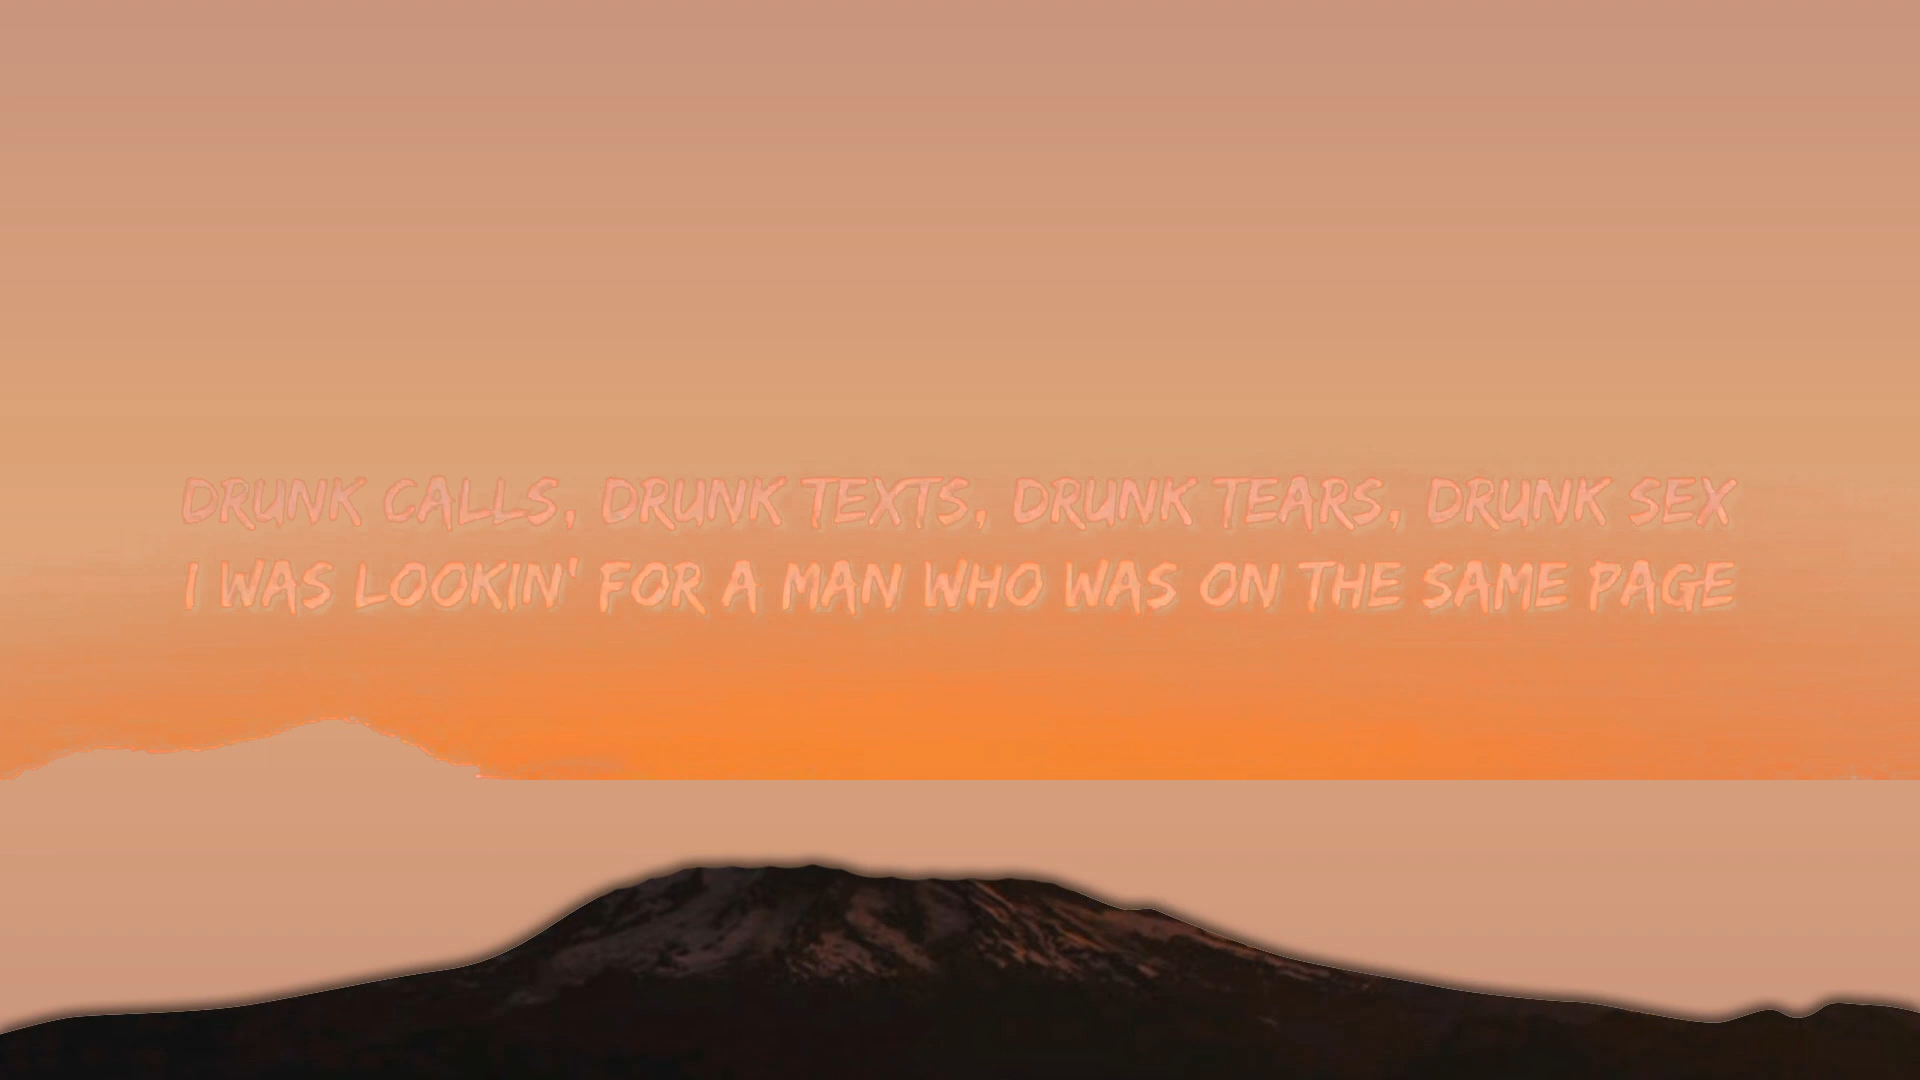 DRUNK CALLS, DRUNK TEXTS, DRUNK TEARS, DRUNK SEX
I WAS LOOKIN' FOR A MAN WHO WAS ON THE SAME PAGE